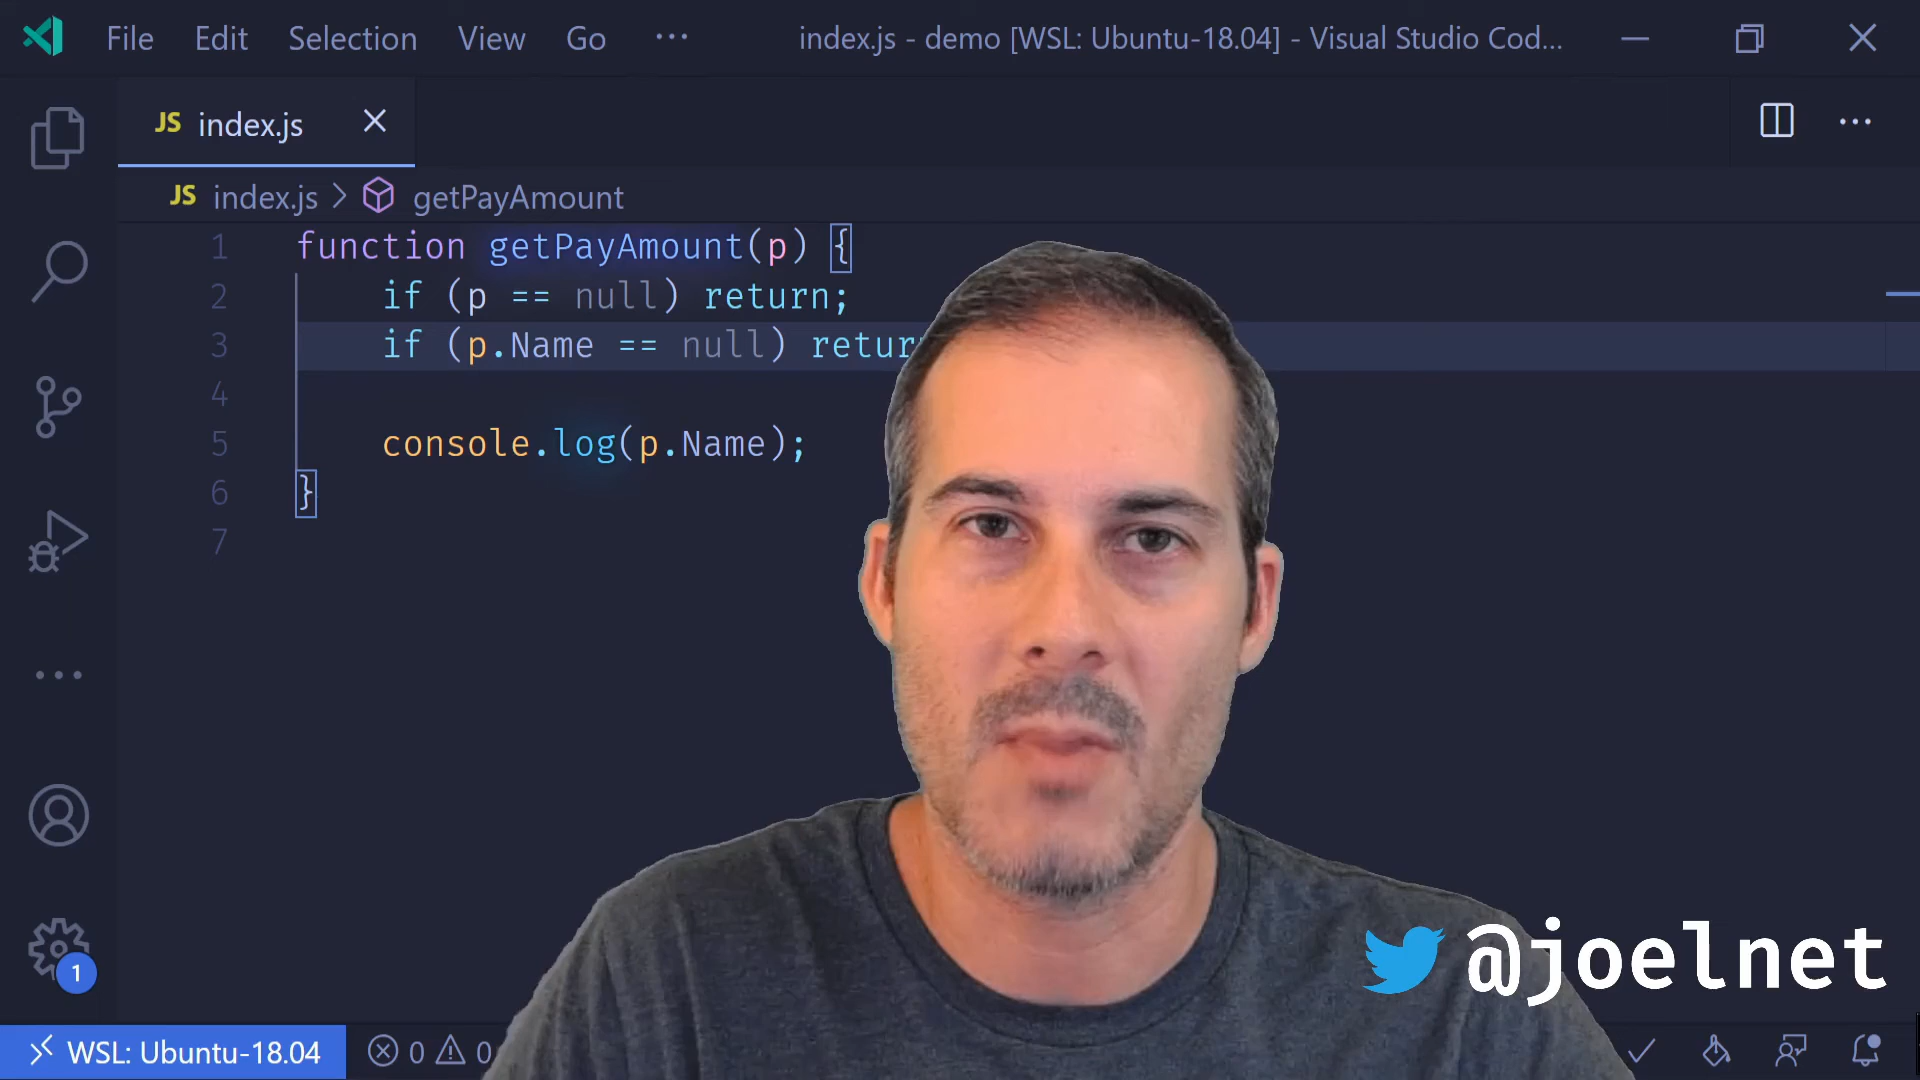 File Edit Selection View Go ··· index.js - demo [WSL: Ubuntu-18.04] - Visual Studio Cod...
JS index.js
JS index.js > getPayAmount
1 function getPayAmount(p) {
2 if (p == null) return;
3 if (p.Name == null)
4
5 console.log(p.Name);
6 }
7
@joelnet
1
WSL: Ubuntu-18.04 0 0